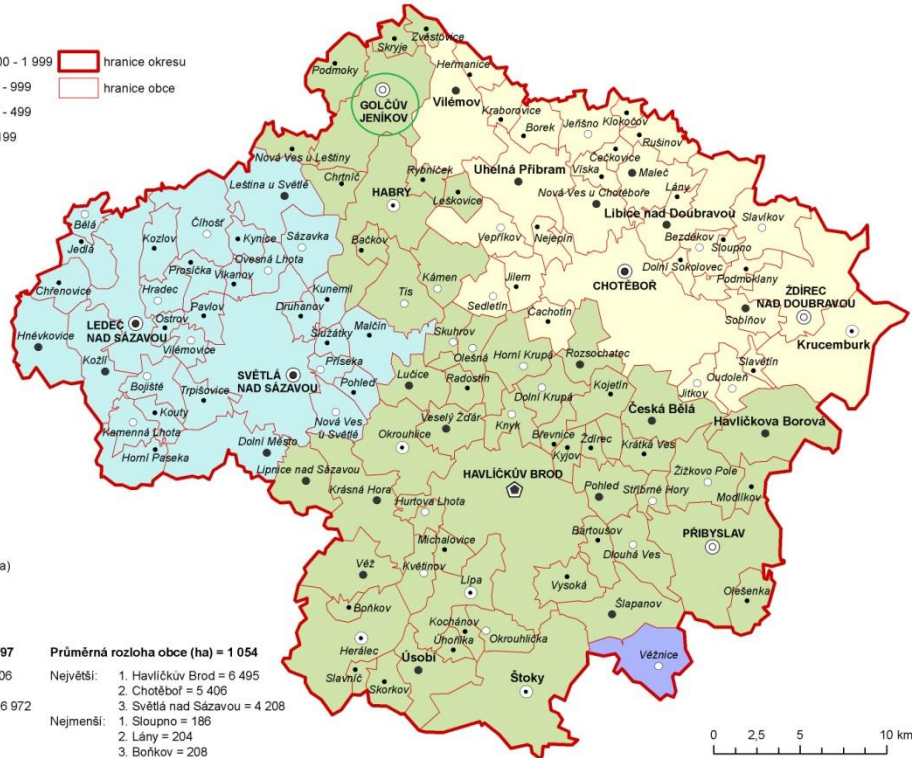 00 - 1 999
hranice okresu
- 999
hranice obce
- 499
199
Zvěstovice
Skryje
Podmoky
Heřmanice
GOLČŮV
JENÍKOV
Vilémov
Kraborovice
Jeřišno
Klokočov
Borek
Rušinov
Nová Ves u Leštiny
Čečkovice
Chrtníč
Rybníček
Uhelná Příbram
Víska
Maleč
Leština u Světlé
HABRY
Leškovice
Nová Ves u Chotěboře
Lány
Libice nad Doubravou
Slavíkov
Bělá
Číhošť
Jedlá
Kozlov
Kynice
Sázavka
Bačkov
Vepříkov
Nejepín
Bezděkov
Sloupno
Prosíčka
Ovesná Lhota
Vlkanov
Dolní Sokolovec
Podmoklany
Chřenovice
Hradec
Kámen
Jilem
CHOTĚBOŘ
ŽDÍREC
NAD DOUBRAVOU
Pavlov
Kunemil
Tis
Sedletín
Sobíňov
Ostrov
Druhanov
LEDEČ
NAD SÁZAVOU
Cachotín
Krucemburk
Hněvkovice
Služátky
Malčín
Skuhrov
Vilémovice
Olešná
Horní Krupá
Rozsochatec
Slavětín
Kožlí
SVĚTLÁ
NAD SÁZAVOU
Příseka
Lučice
Radostín
Oudoleň
Bojiště
Trpišovice
Pohled
Dolní Krupá
Kojetín
Jitkov
Kouty
Nová Ves
u Světlé
Veselý Žďár
Knyk
Česká Bělá
Havlíčkova Borová
Kamenná Lhota
Okrouhlice
Břevnice
Ždírec
Horní Paseka
Dolní Město
Kyjov
Krátká Ves
Lipnice nad Sázavou
HAVLÍČKŮV BROD
Žižkovo Pole
Krásná Hora
Pohled
Stříbrné Hory
Modlíkov
Hurtova Lhota
Michalovice
Bartoušov
PŘIBYSLAV
Dlouhá Ves
Květinov
Věž
Lípa
Vysoká
Olešenka
Boňkov
Šlapanov
Kochánov
Úhořilka
Okrouhlička
Herálec
Úsobí
Věžnice
Slavníč
Skorkov
Štoky
a)
97
06
6 972
Průměrná rozloha obce (ha) = 1 054
Největší: 1. Havlíčkův Brod = 6 495
2. Chotěboř = 5 406
3. Světlá nad Sázavou = 4 208
Nejmenší: 1. Sloupno = 186
2. Lány = 204
3. Boňkov = 208
0 2,5 5 10 km